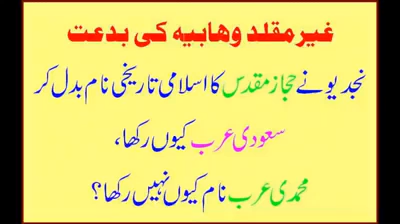 غیر مقلد وھابیہ کی بدعت
نجدیو نے حجاز مقدس کا اسلامی تاریخی نام بدل کر
سعودی عرب کیوں رکھا،
محمدی عرب نام کیوں نہیں رکھا؟